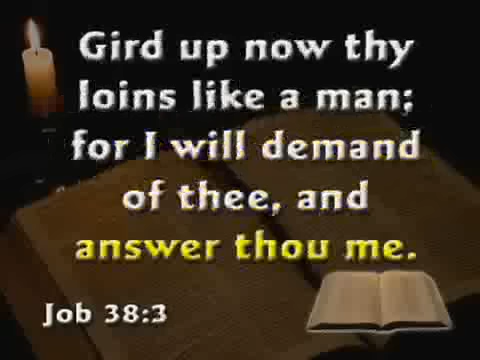 Gird up now thy
loins like a man;
for I will demand
of thee, and
answer thou me.
Job 38:3